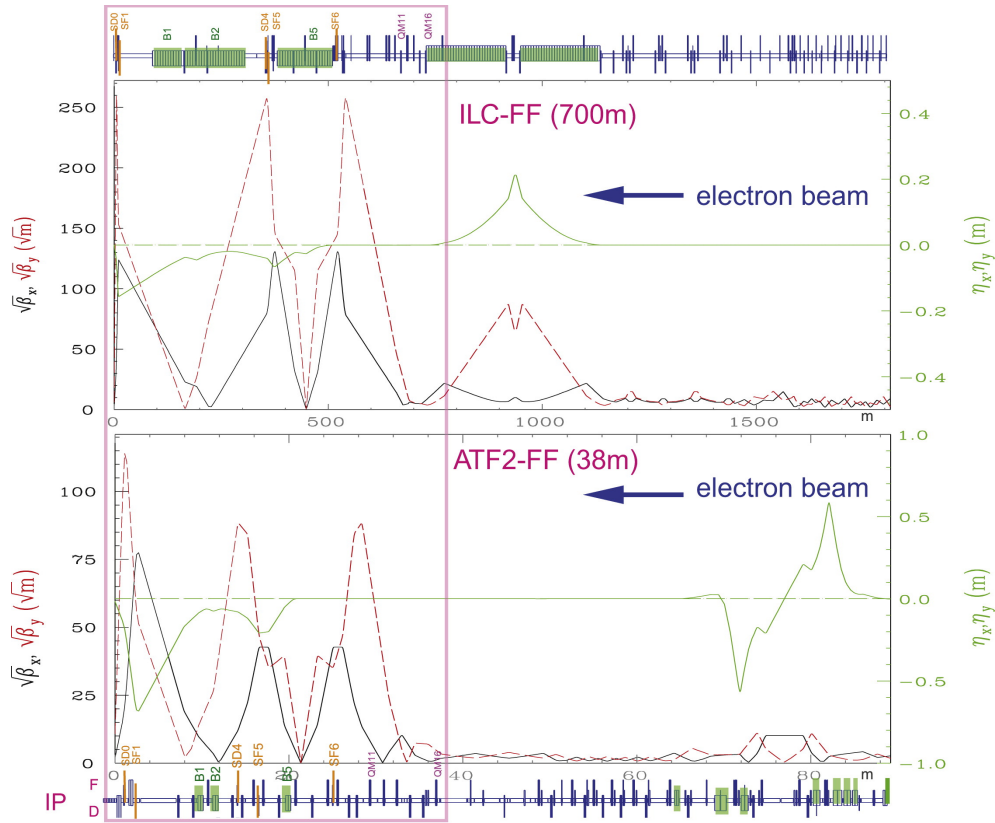 SD0 SF1 B1 B2 SD4 SF5 B5 SF6 QM11 QM16
ILC-FF (700m)
electron beam
250
200
150
100
50
0
√βx, √βy (√m)
0.4
0.2
0.0
−0.2
−0.4
ηx,ηy (m)
0 500 1000 1500 m
ATF2-FF (38m)
electron beam
100
75
50
25
0
√βx, √βy (√m)
1.0
0.5
0.0
−0.5
−1.0
ηx,ηy (m)
0 20 40 60 80 m
SD0 SF1 B1 B2 SD4 SF5 B5 SF6 QM11 QM16
IP F
D